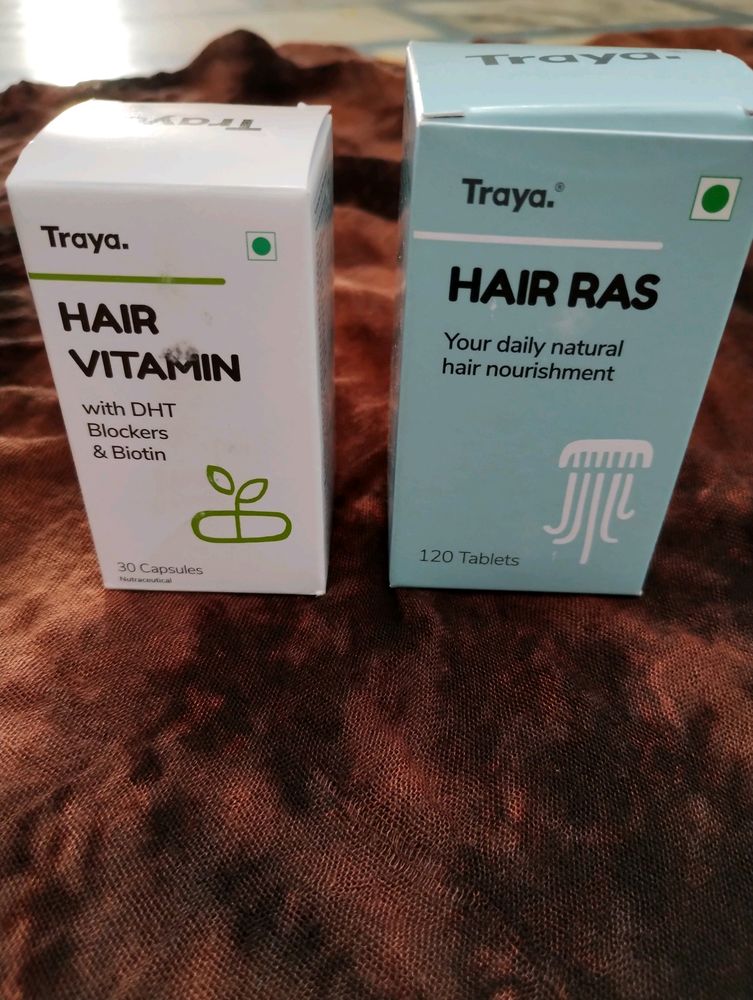 Traya.
Traya.
HAIR
VITAMIN
with DHT
Blockers
& Biotin
30 Capsules
Nutraceutical
Traya.
Traya.®
HAIR RAS
Your daily natural
hair nourishment
120 Tablets